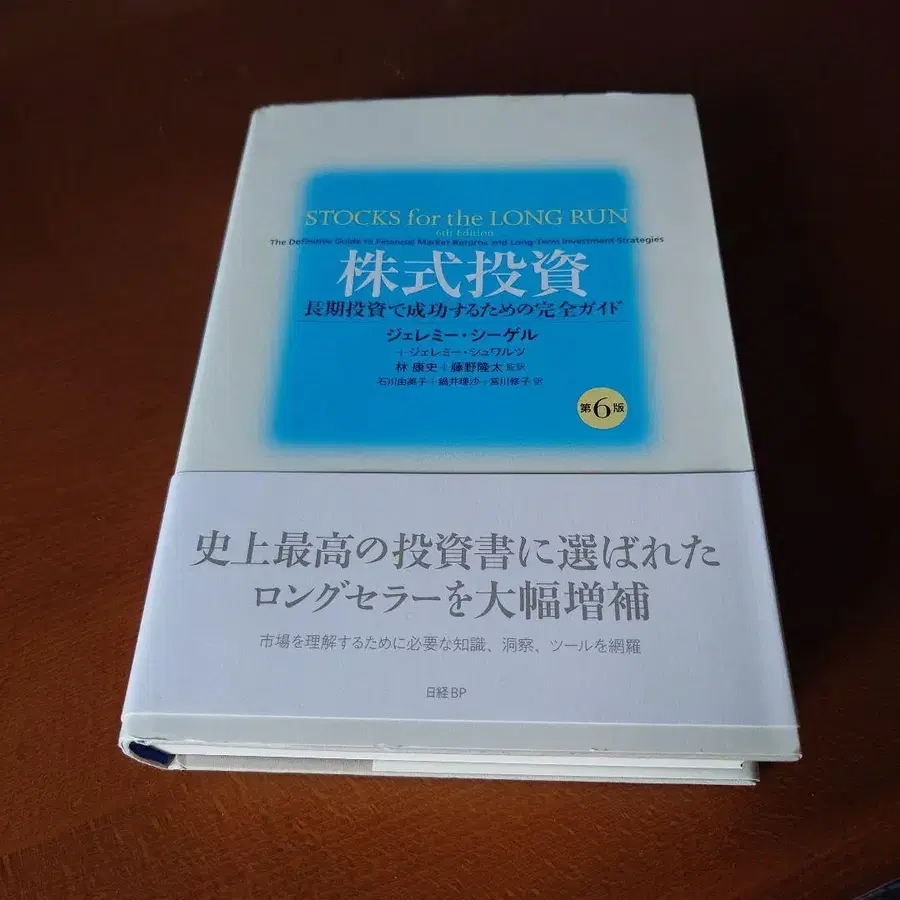 STOCKS for the LONG RUN
6th Edition
The Definitive Guide to Financial Market Returns and Long-Term Investment Strategies
株式投資
長期投資で成功するための完全ガイド
ジェレミー・シーゲル
+ジェレミー・シュワルツ
林 康史+藤野隆太 監訳
石川由美子+鍋井理沙+宮川修子 訳
第6版
史上最高の投資書に選ばれた
ロングセラーを大幅増補
市場を理解するために必要な知識、洞察、ツールを網羅
日経BP